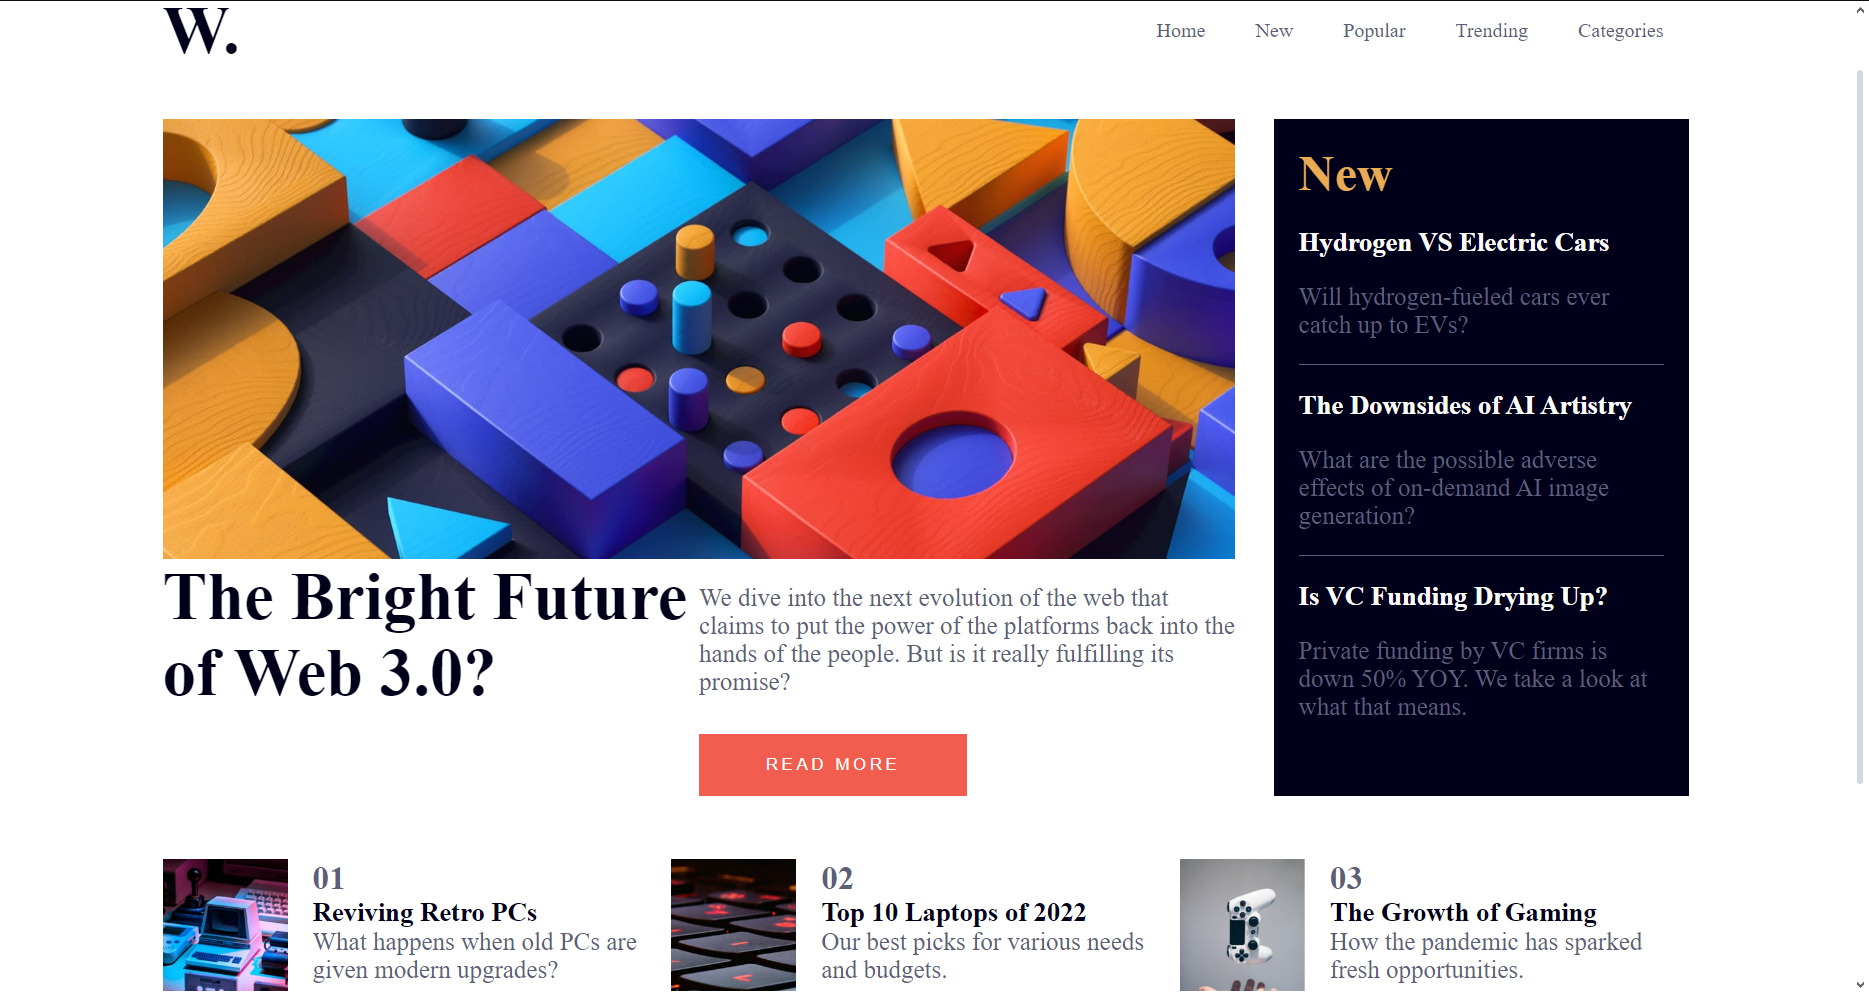 W.
Home New Popular Trending Categories
The Bright Future
of Web 3.0?
We dive into the next evolution of the web that
claims to put the power of the platforms back into the
hands of the people. But is it really fulfilling its
promise?
READ MORE
New
Hydrogen VS Electric Cars
Will hydrogen-fueled cars ever
catch up to EVs?
The Downsides of AI Artistry
What are the possible adverse
effects of on-demand AI image
generation?
Is VC Funding Drying Up?
Private funding by VC firms is
down 50% YOY. We take a look at
what that means.
01
Reviving Retro PCs
What happens when old PCs are
given modern upgrades?
02
Top 10 Laptops of 2022
Our best picks for various needs
and budgets.
03
The Growth of Gaming
How the pandemic has sparked
fresh opportunities.